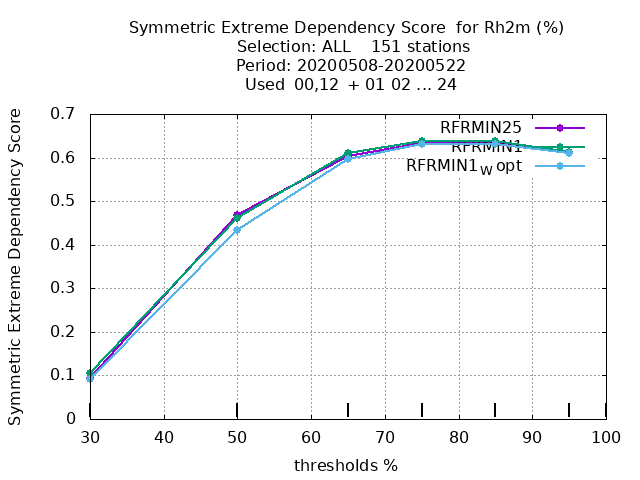 Symmetric Extreme Dependency Score for Rh2m (%)
Selection: ALL 151 stations
Period: 20200508-20200522
Used 00,12 + 01 02 ... 24
Symmetric Extreme Dependency Score
0.7
0.6
0.5
0.4
0.3
0.2
0.1
0
RFRMIN25
RFRMIN1
RFRMIN1W opt
30 40 50 60 70 80 90 100
thresholds %